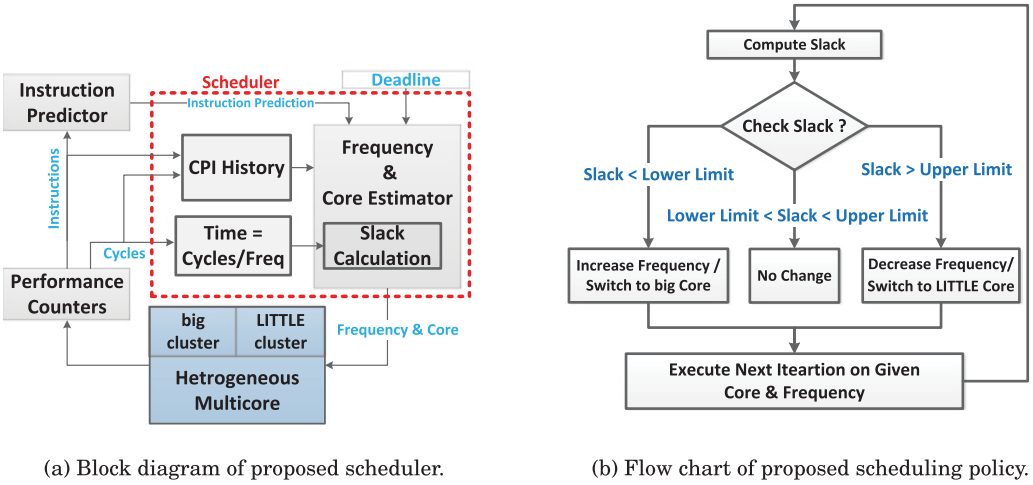 Scheduler
Deadline
Instruction
Predictor
Instruction Prediction
Frequency
&
Core Estimator
CPI History
Instructions
Time =
Cycles/Freq
Slack
Calculation
Cycles
Performance
Counters
big
cluster
LITTLE
cluster
Frequency & Core
Hetrogeneous
Multicore
(a) Block diagram of proposed scheduler.
Compute Slack
Check Slack ?
Slack < Lower Limit
Slack > Upper Limit
Lower Limit < Slack < Upper Limit
Increase Frequency /
Switch to big Core
No Change
Decrease Frequency/
Switch to LITTLE Core
Execute Next Iteartion on Given
Core & Frequency
(b) Flow chart of proposed scheduling policy.